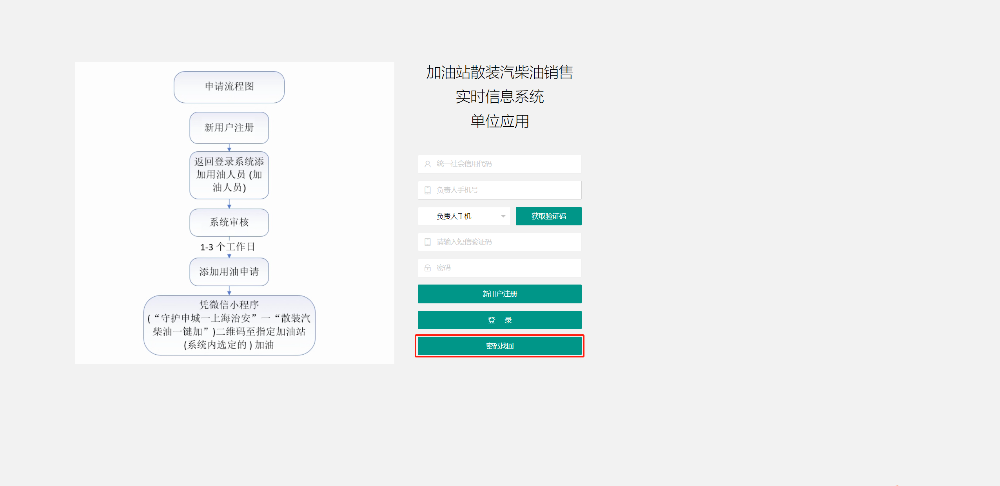 申请流程图
新用户注册
返回登录系统添
加用油人员 (加
油人员)
系统审核
1-3 个工作日
添加用油申请
凭微信小程序
(“守护申城一上海治安”一“散装汽
柴油一键加”)二维码至指定加油站
(系统内选定的 ) 加油
加油站散装汽柴油销售
实时信息系统
单位应用
统一社会信用代码
负责人手机号
负责人手机
获取验证码
请输入短信验证码
密码
新用户注册
登 录
密码找回